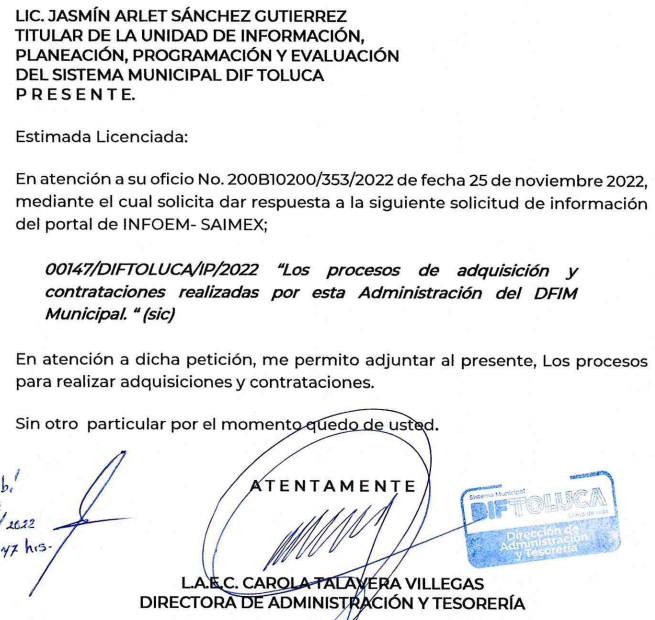 LIC. JASMÍN ARLET SÁNCHEZ GUTIERREZ
TITULAR DE LA UNIDAD DE INFORMACIÓN,
PLANEACIÓN, PROGRAMACIÓN Y EVALUACIÓN
DEL SISTEMA MUNICIPAL DIF TOLUCA
P R E S E N T E.
Estimada Licenciada:
En atención a su oficio No. 200B10200/353/2022 de fecha 25 de noviembre 2022,
mediante el cual solicita dar respuesta a la siguiente solicitud de información
del portal de INFOEM- SAIMEX;
00147/DIFTOLUCA/IP/2022 "Los procesos de adquisición y
contrataciones realizadas por esta Administración del DFIM
Municipal. " (sic)
En atención a dicha petición, me permito adjuntar al presente, Los procesos
para realizar adquisiciones y contrataciones.
Sin otro particular por el momento quedo de usted.
A T E N T A M E N T E
/2022
47 hrs.
Sistema Municipal
DIF TOLUCA
Dirección de
Administración
y Tesorería
L.A.E.C. CAROLA TALAVERA VILLEGAS
DIRECTORA DE ADMINISTRACIÓN Y TESORERÍA